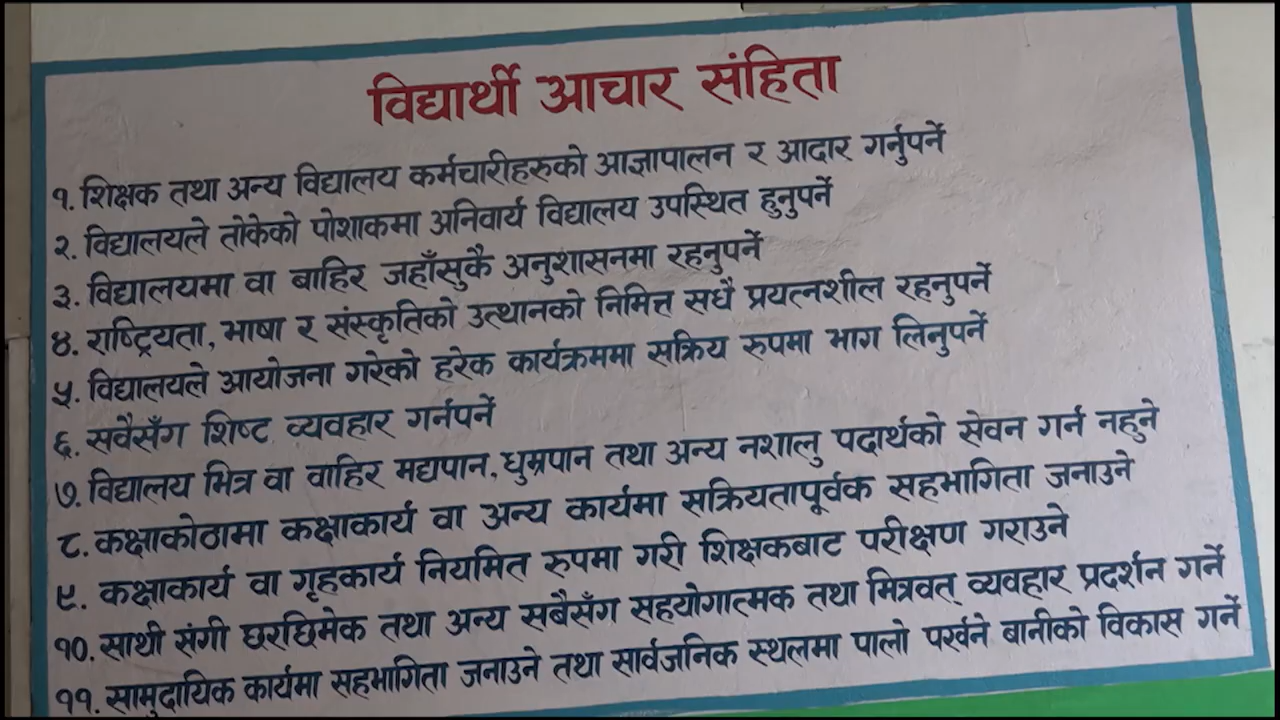 विद्यार्थी आचार संहिता
१. शिक्षक तथा अन्य विद्यालय कर्मचारीहरुको आज्ञापालन र आदार गर्नुपर्ने
२. विद्यालयले तोकेको पोशाकमा अनिवार्य विद्यालय उपस्थित हुनुपर्ने
३. विद्यालयमा वा बाहिर जहाँसुकै अनुशासनमा रहनुपर्ने
४. राष्ट्रियता, भाषा र संस्कृतिको उत्थानको निमित्त सधै प्रयत्नशील रहनुपर्ने
५. विद्यालयले आयोजना गरेको हरेक कार्यक्रममा सक्रिय रुपमा भाग लिनुपर्ने
६. सवैसँग शिष्ट व्यवहार गर्नपर्ने
७. विद्यालय भित्र वा वाहिर मद्यपान, धुम्रपान तथा अन्य नशालु पदार्थको सेवन गर्न नहुने
८. कक्षाकोठामा कक्षाकार्य वा अन्य कार्यमा सक्रियतापूर्वक सहभागिता जनाउने
९. कक्षाकार्य वा गृहकार्य नियमित रुपमा गरी शिक्षकबाट परीक्षण गराउने
१०. साथी संगी छरछिमेक तथा अन्य सबैसँग सहयोगात्मक तथा मित्रवत् व्यवहार प्रदर्शन गर्ने
११. सामुदायिक कार्यमा सहभागिता जनाउने तथा सार्वजनिक स्थलमा पालो पर्खने बानीको विकास गर्ने